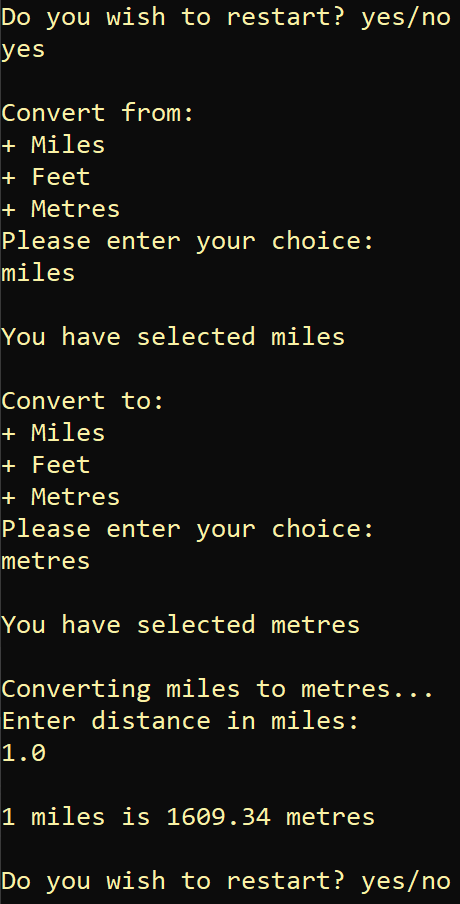 Do you wish to restart? yes/no
yes
Convert from:
+ Miles
+ Feet
+ Metres
Please enter your choice:
miles
You have selected miles
Convert to:
+ Miles
+ Feet
+ Metres
Please enter your choice:
metres
You have selected metres
Converting miles to metres...
Enter distance in miles:
1.0
1 miles is 1609.34 metres
Do you wish to restart? yes/no